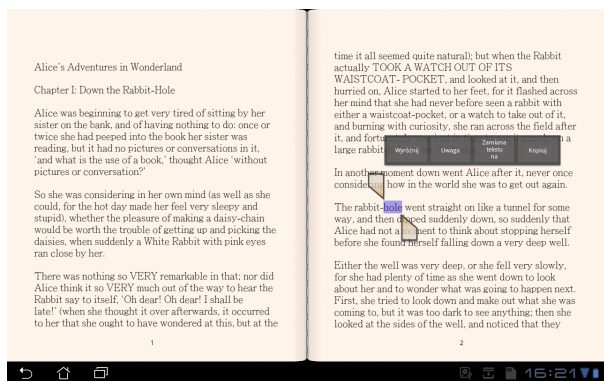 Alice's Adventures in Wonderland
Chapter I: Down the Rabbit-Hole
Alice was beginning to get very tired of sitting by her
sister on the bank, and of having nothing to do: once or
twice she had peeped into the book her sister was
reading, but it had no pictures or conversations in it,
'and what is the use of a book,' thought Alice 'without
pictures or conversation?'
So she was considering in her own mind (as well as she
could, for the hot day made her feel very sleepy and
stupid), whether the pleasure of making a daisy-chain
would be worth the trouble of getting up and picking the
daisies, when suddenly a White Rabbit with pink eyes
ran close by her.
There was nothing so VERY remarkable in that; nor did
Alice think it so VERY much out of the way to hear the
Rabbit say to itself, 'Oh dear! Oh dear! I shall be
late!' (when she thought it over afterwards, it occurred
to her that she ought to have wondered at this, but at the
1
time it all seemed quite natural); but when the Rabbit
actually TOOK A WATCH OUT OF ITS
WAISTCOAT- POCKET, and looked at it, and then
hurried on, Alice started to her feet, for it flashed across
her mind that she had never before seen a rabbit with
either a waistcoat-pocket, or a watch to take out of it,
and burning with curiosity, she ran across the field after
it, and
large rabbit
Wyróżnij
Uwaga
Zamiana
tekstu
na
Kopiuj
In another moment down went Alice after it, never once
how in the world she was to get out again.
The rabbit-hole went straight on like a tunnel for some
way, and then suddenly down, so suddenly that
Alice had not a moment to think about stopping herself
before she found herself falling down a very deep well.
Either the well was very deep, or she fell very slowly,
for she had plenty of time as she went down to look
about her and to wonder what was going to happen next.
First, she tried to look down and make out what she was
coming to, but it was too dark to see anything; then she
looked at the sides of the well, and noticed that they
2
16:21